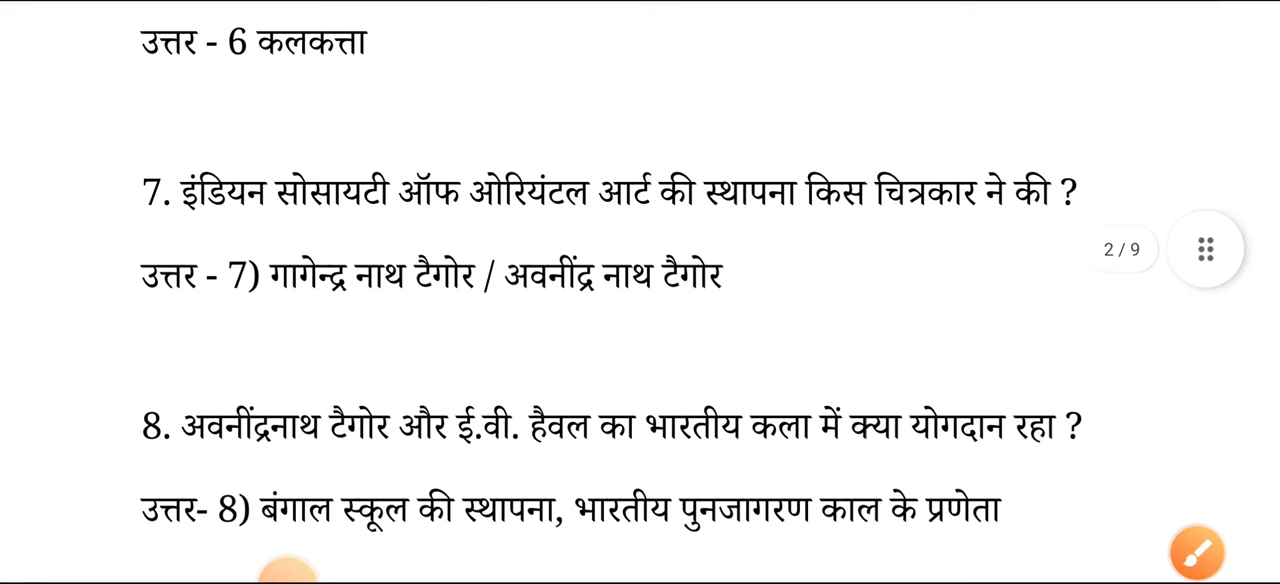 उत्तर - 6 कलकत्ता
7. इंडियन सोसायटी ऑफ ओरियंटल आर्ट की स्थापना किस चित्रकार ने की ?
2 / 9
उत्तर - 7) गागेन्द्र नाथ टैगोर / अवनींद्र नाथ टैगोर
8. अवनींद्रनाथ टैगोर और ई.वी. हैवल का भारतीय कला में क्या योगदान रहा ?
उत्तर- 8) बंगाल स्कूल की स्थापना, भारतीय पुनजागरण काल के प्रणेता